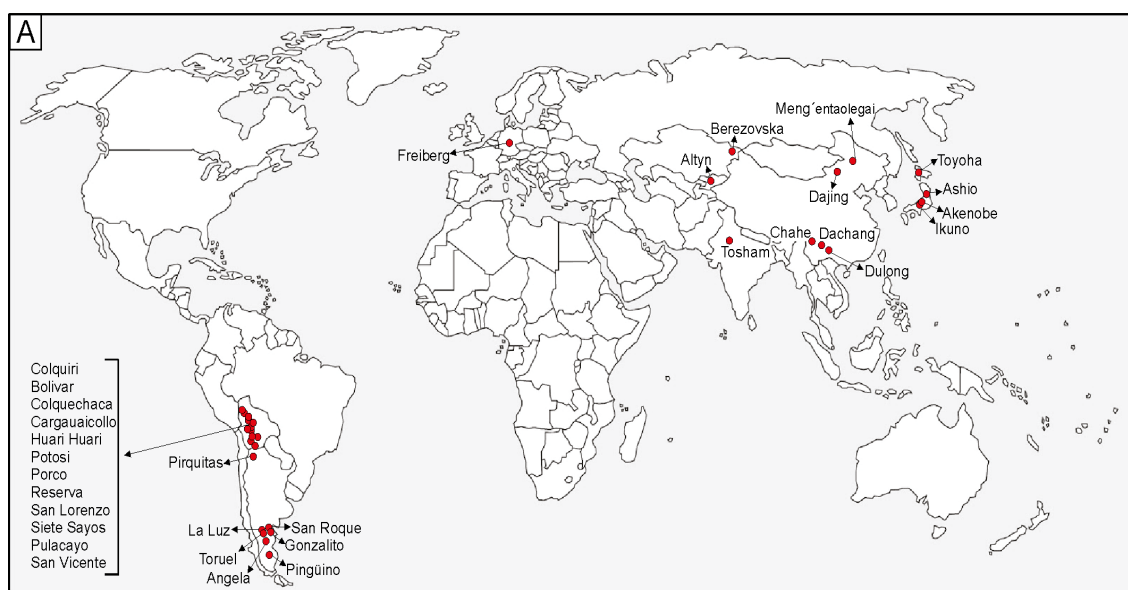 A
Meng´entaolegai
Berezovska
Freiberg
Altyn
Toyoha
Ashio
Dajing
Akenobe
Ikuno
Chahe
Dachang
Tosham
Dulong
Colquiri
Bolivar
Colquechaca
Cargauaicollo
Huari Huari
Potosi
Porco
Reserva
San Lorenzo
Siete Sayos
Pulacayo
San Vicente
Pirquitas
La Luz
San Roque
Gonzalito
Toruel
Pingüino
Angela